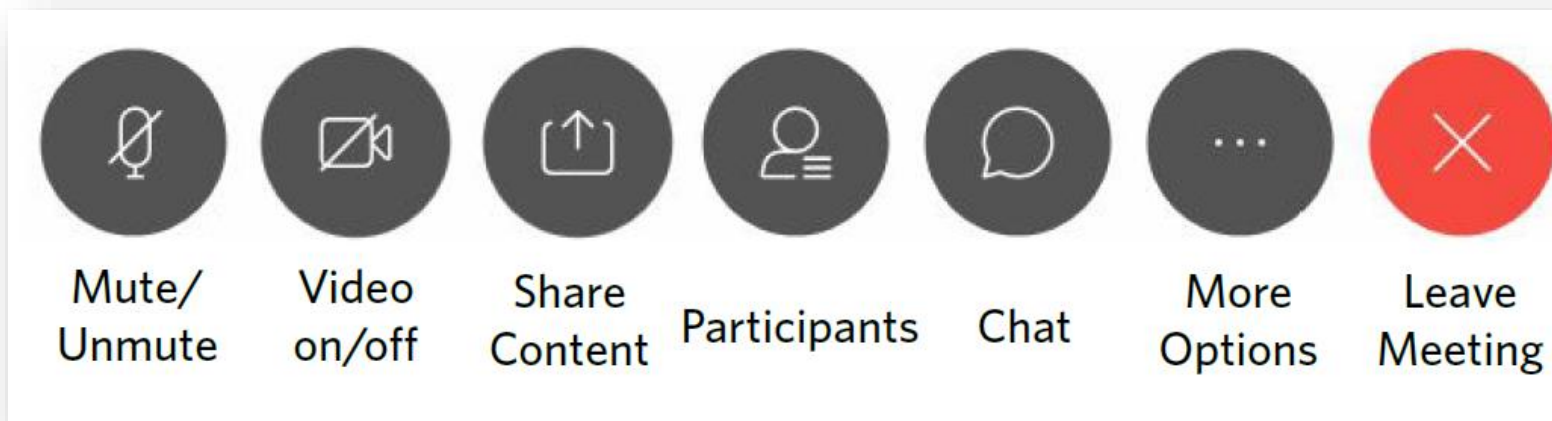 Mute/
Unmute
Video
on/off
Share
Content
Participants
Chat
More
Options
Leave
Meeting